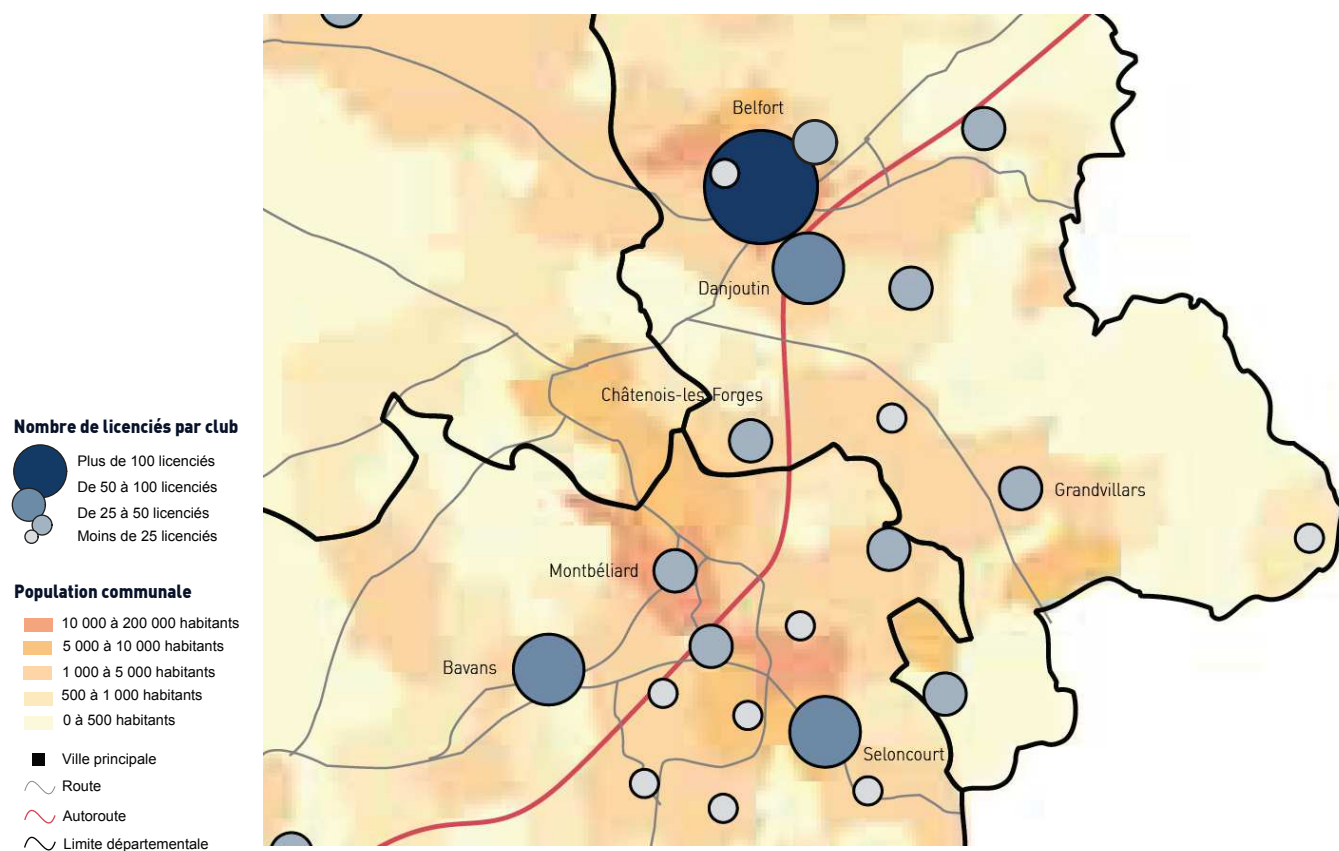 Belfort
Danjoutin
Châtenois-les-Forges
Grandvillars
Montbéliard
Bavans
Seloncourt
Nombre de licenciés par club
Plus de 100 licenciés
De 50 à 100 licenciés
De 25 à 50 licenciés
Moins de 25 licenciés
Population communale
10 000 à 200 000 habitants
5 000 à 10 000 habitants
1 000 à 5 000 habitants
500 à 1 000 habitants
0 à 500 habitants
Ville principale
Route
Autoroute
Limite départementale